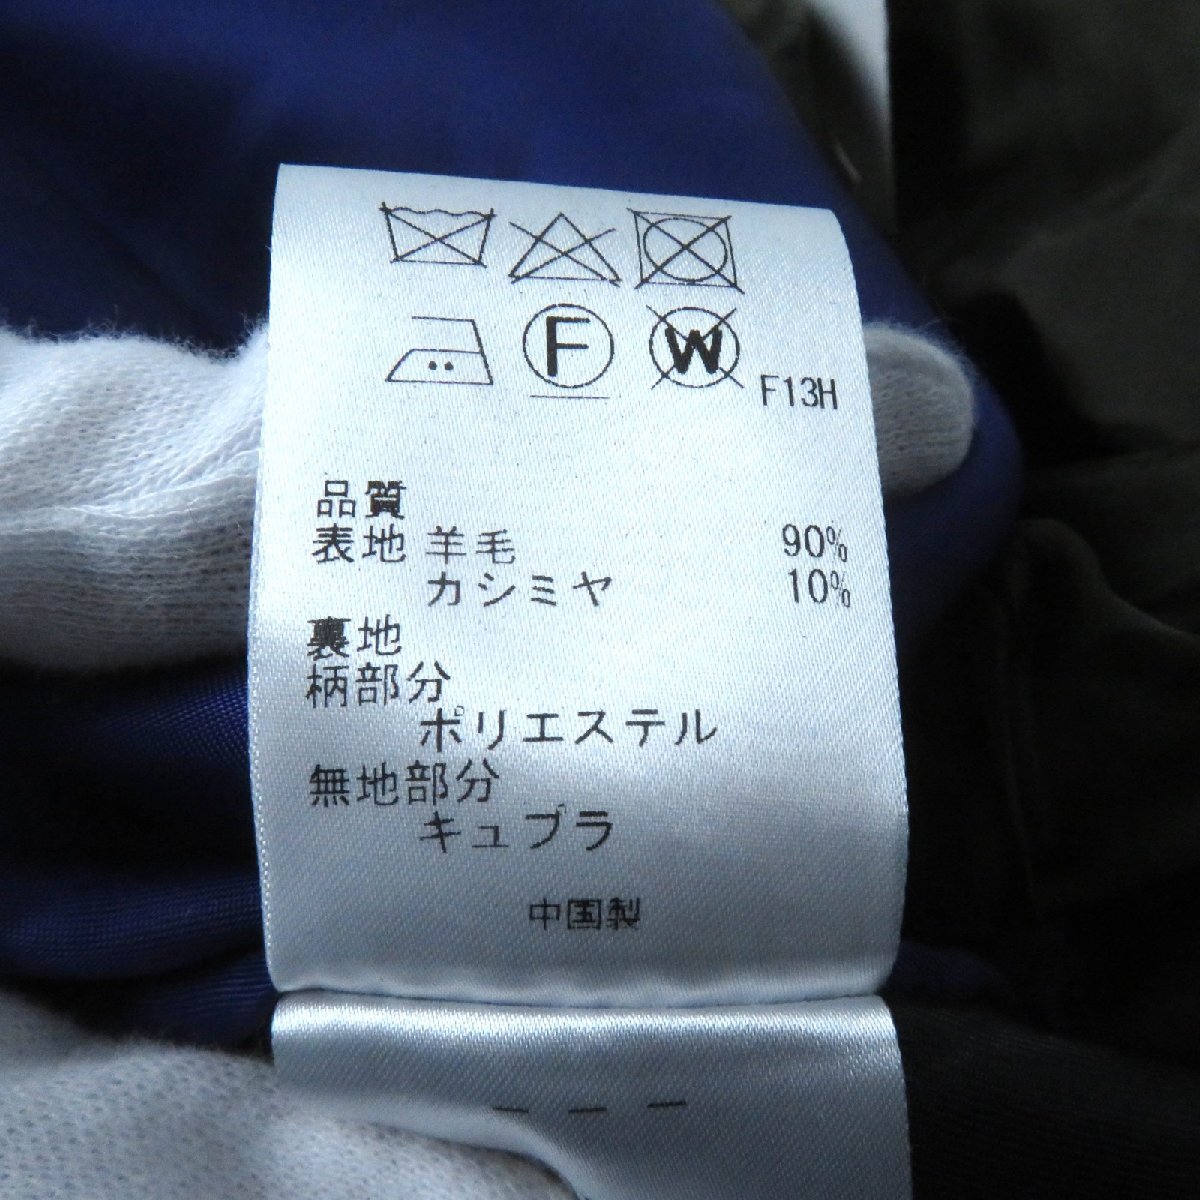 F W F13H
品質
表地 羊毛 90%
カシミヤ 10%
裏地
柄部分
ポリエステル
無地部分
キュプラ
中国製